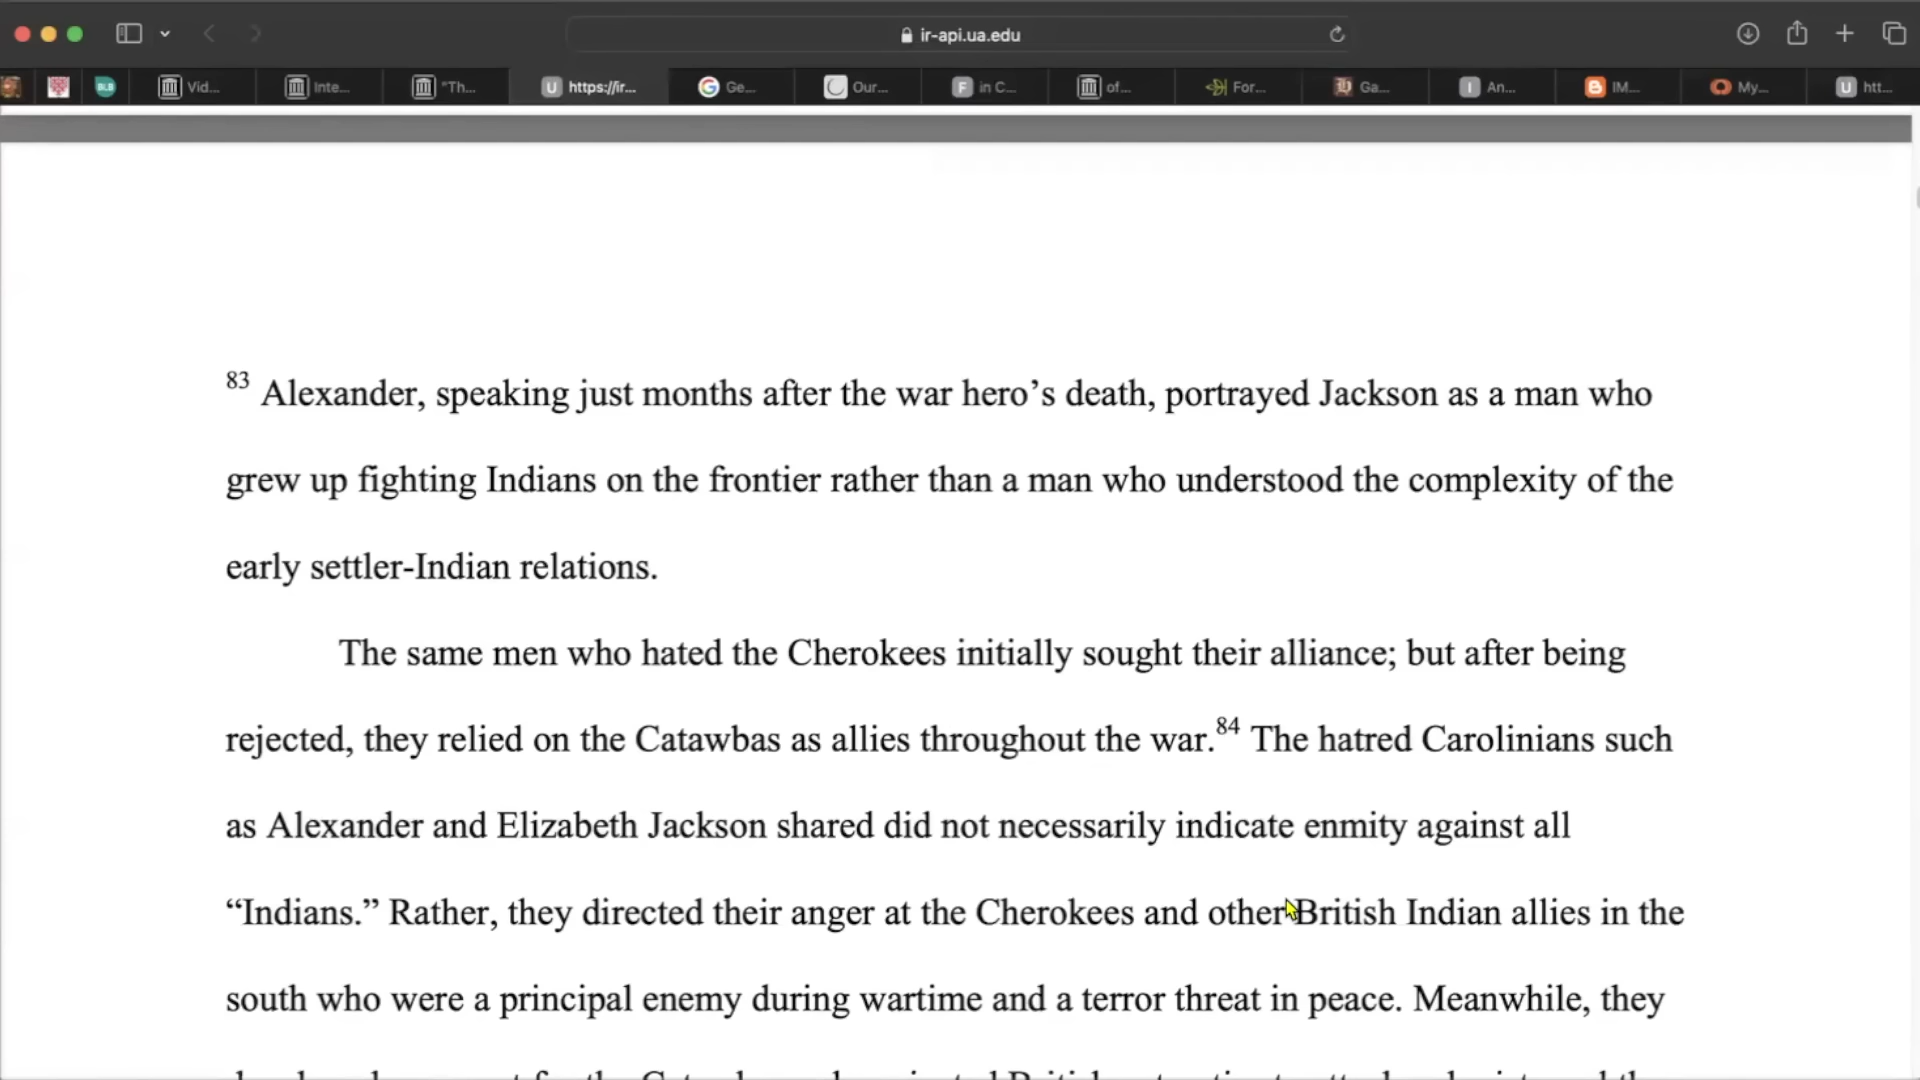 ir-api.ua.edu
BLB Vid... Inte... "Th... U https://ir... Ge... Our... F in C... of... For... Ga... I An... IM... My... U htt...
83 Alexander, speaking just months after the war hero’s death, portrayed Jackson as a man who
grew up fighting Indians on the frontier rather than a man who understood the complexity of the
early settler-Indian relations.
The same men who hated the Cherokees initially sought their alliance; but after being
rejected, they relied on the Catawbas as allies throughout the war.84 The hatred Carolinians such
as Alexander and Elizabeth Jackson shared did not necessarily indicate enmity against all
“Indians.” Rather, they directed their anger at the Cherokees and other British Indian allies in the
south who were a principal enemy during wartime and a terror threat in peace. Meanwhile, they